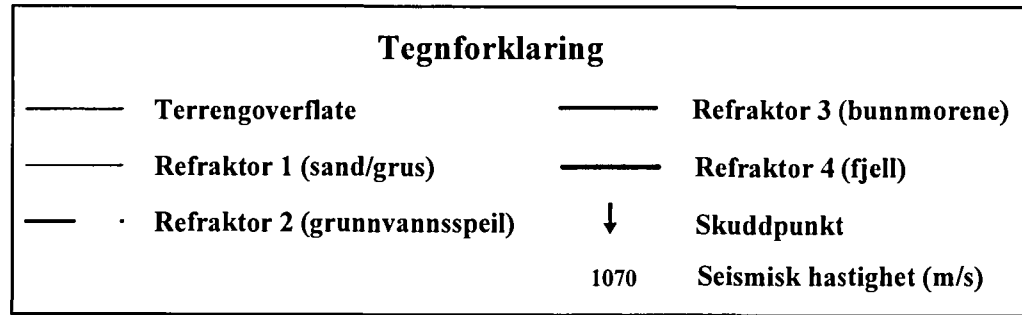 Tegnforklaring
Terrengoverflate
Refraktor 1 (sand/grus)
Refraktor 2 (grunnvannsspeil)
Refraktor 3 (bunnmorene)
Refraktor 4 (fjell)
Skuddpunkt
1070 Seismisk hastighet (m/s)